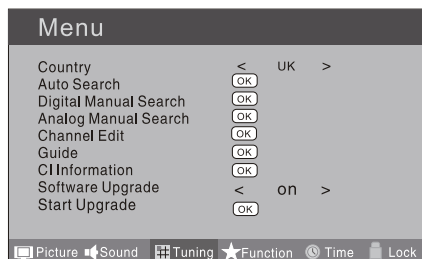 Menu
Country < UK >
Auto Search OK
Digital Manual Search OK
Analog Manual Search OK
Channel Edit OK
Guide OK
CI Information OK
Software Upgrade < on >
Start Upgrade OK
Picture Sound Tuning Function Time Lock